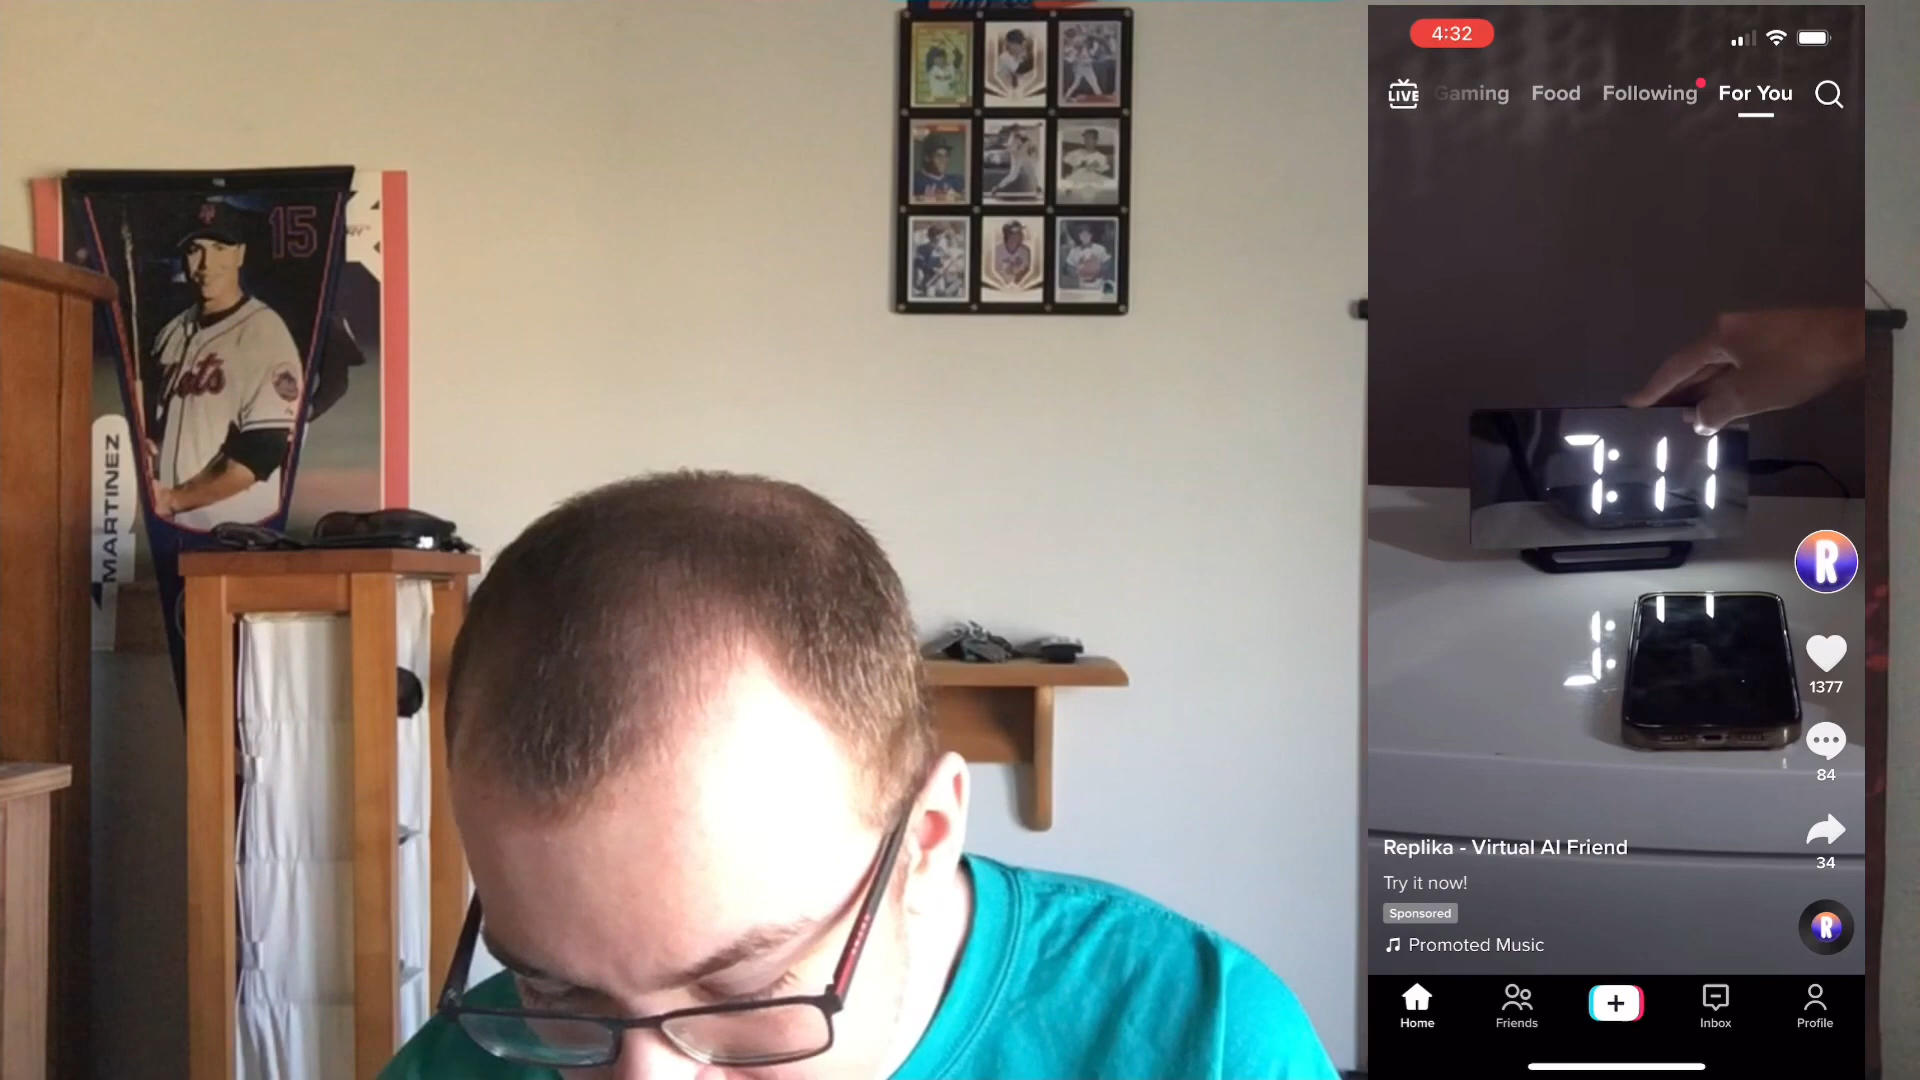 15
Mets
MARTINEZ
4:32
LIVE
Gaming
Food
Following
For You
7:11
R
1377
84
34
Replika - Virtual AI Friend
Try it now!
Sponsored
R
Promoted Music
Home
Friends
Inbox
Profile